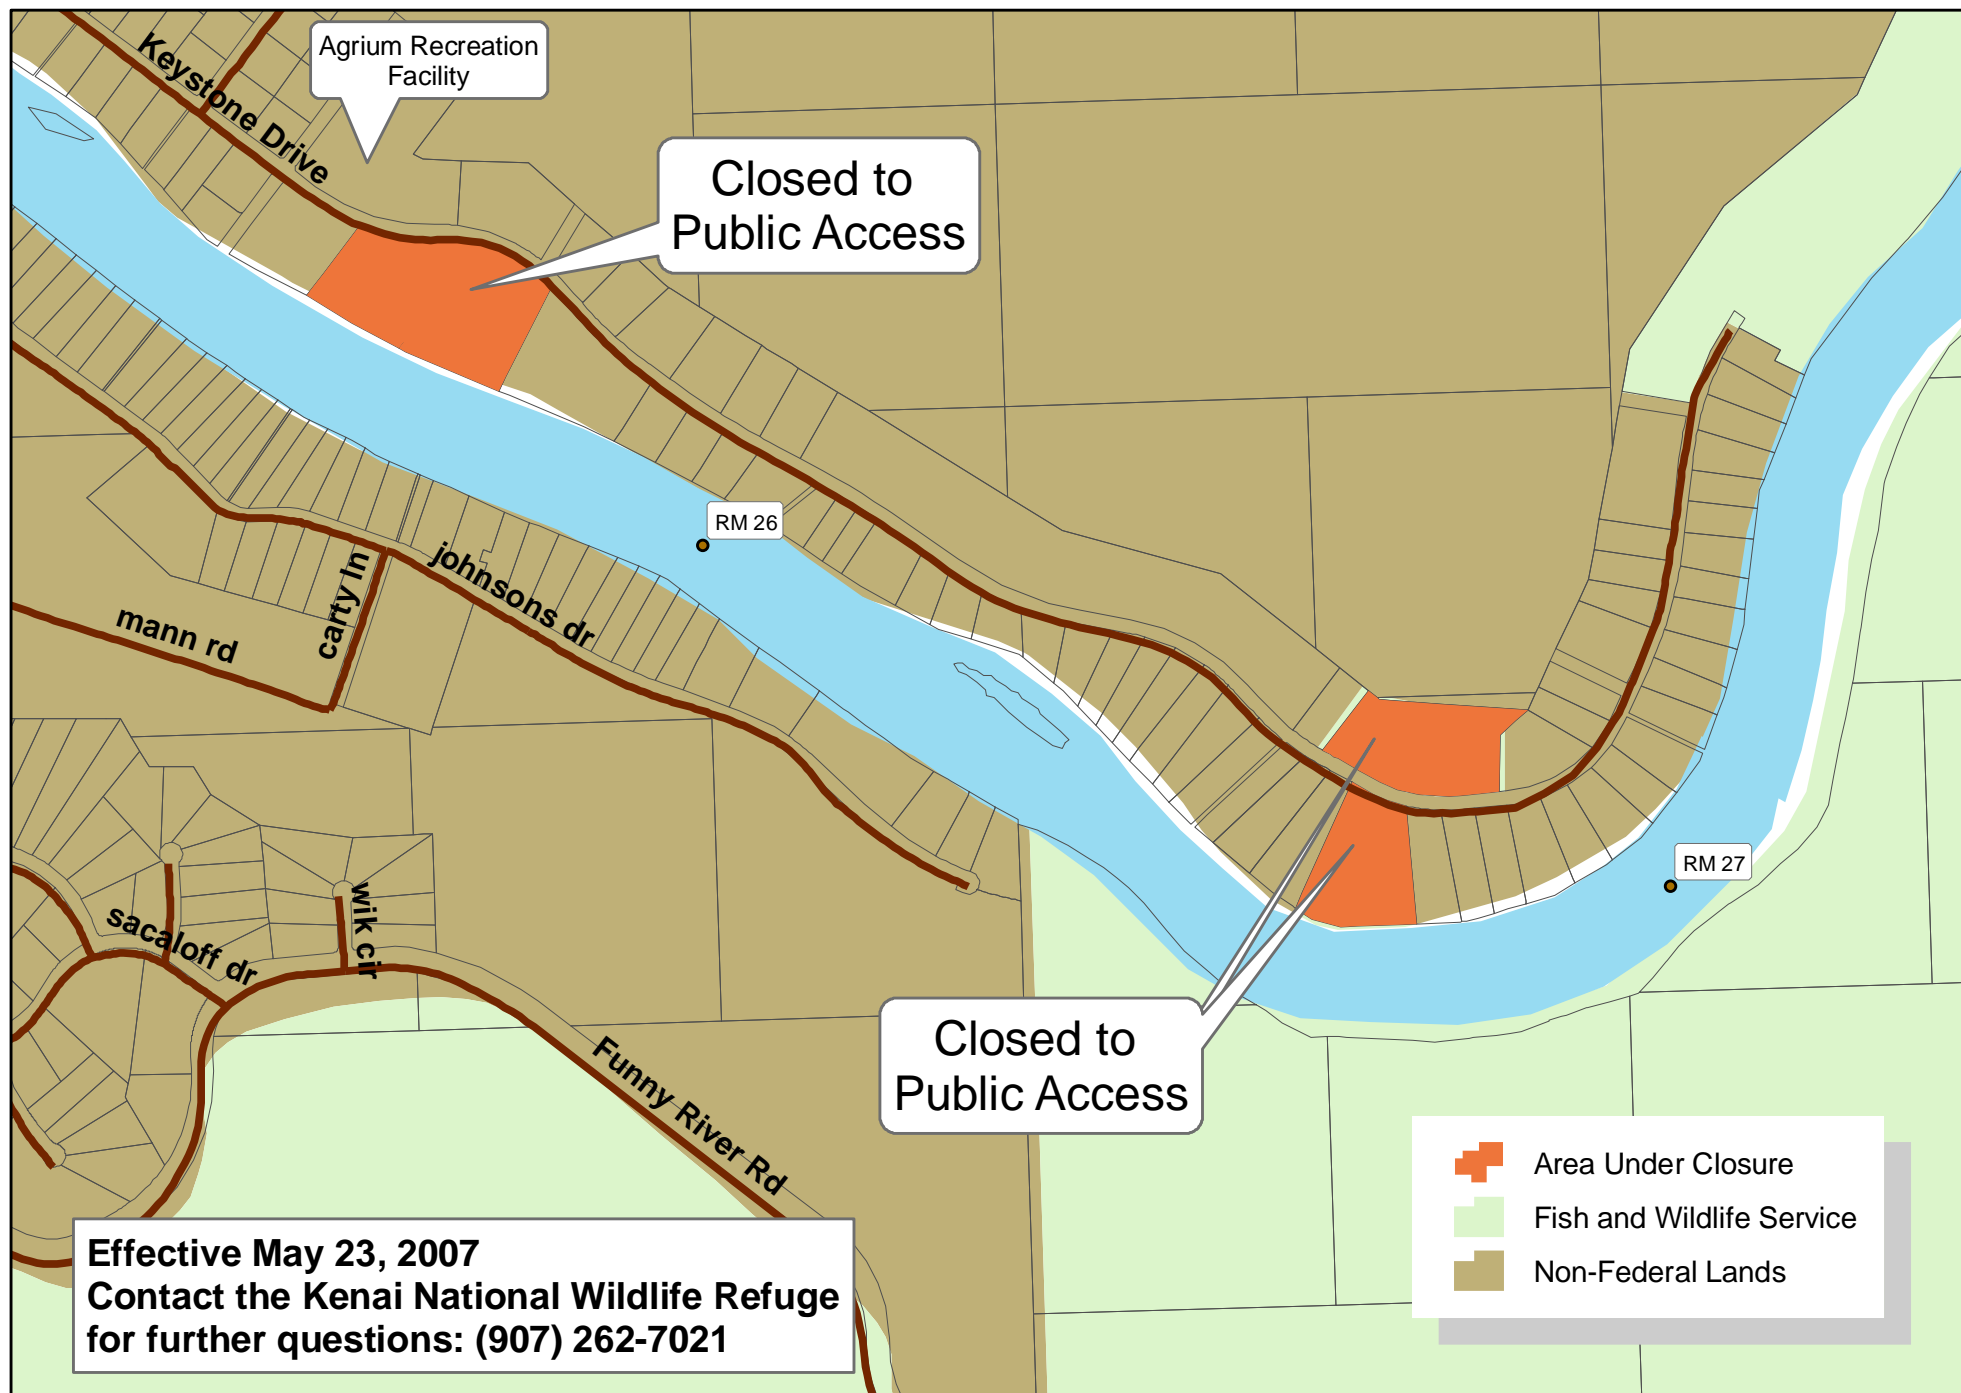 Agrium Recreation
Facility
Keystone Drive
Closed to
Public Access
RM 26
johnsons dr
carty ln
mann rd
RM 27
wik cir
sacaloff dr
Closed to
Public Access
Funny River Rd
Area Under Closure
Fish and Wildlife Service
Non-Federal Lands
Effective May 23, 2007
Contact the Kenai National Wildlife Refuge
for further questions: (907) 262-7021